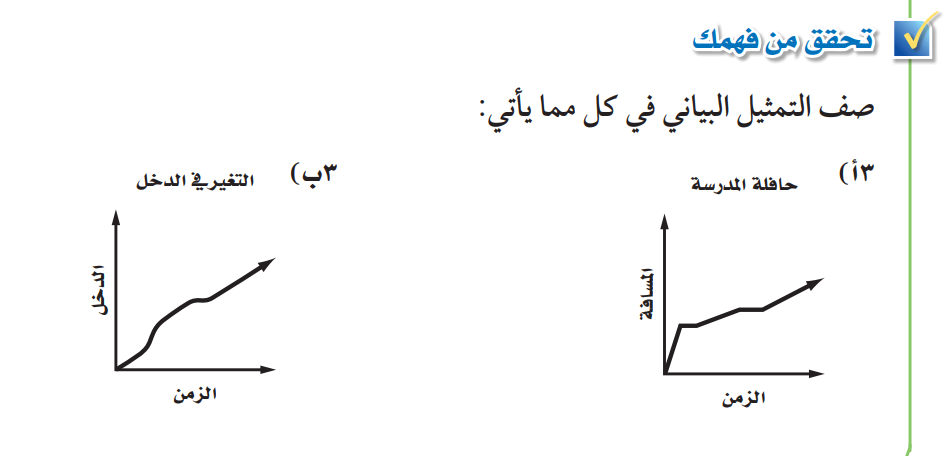 تحقق من فهمك
صف التمثيل البياني في كل مما يأتي:
٣أ)
حافلة المدرسة
المسافة
الزمن
٣ب)
التغير في الدخل
الدخل
الزمن